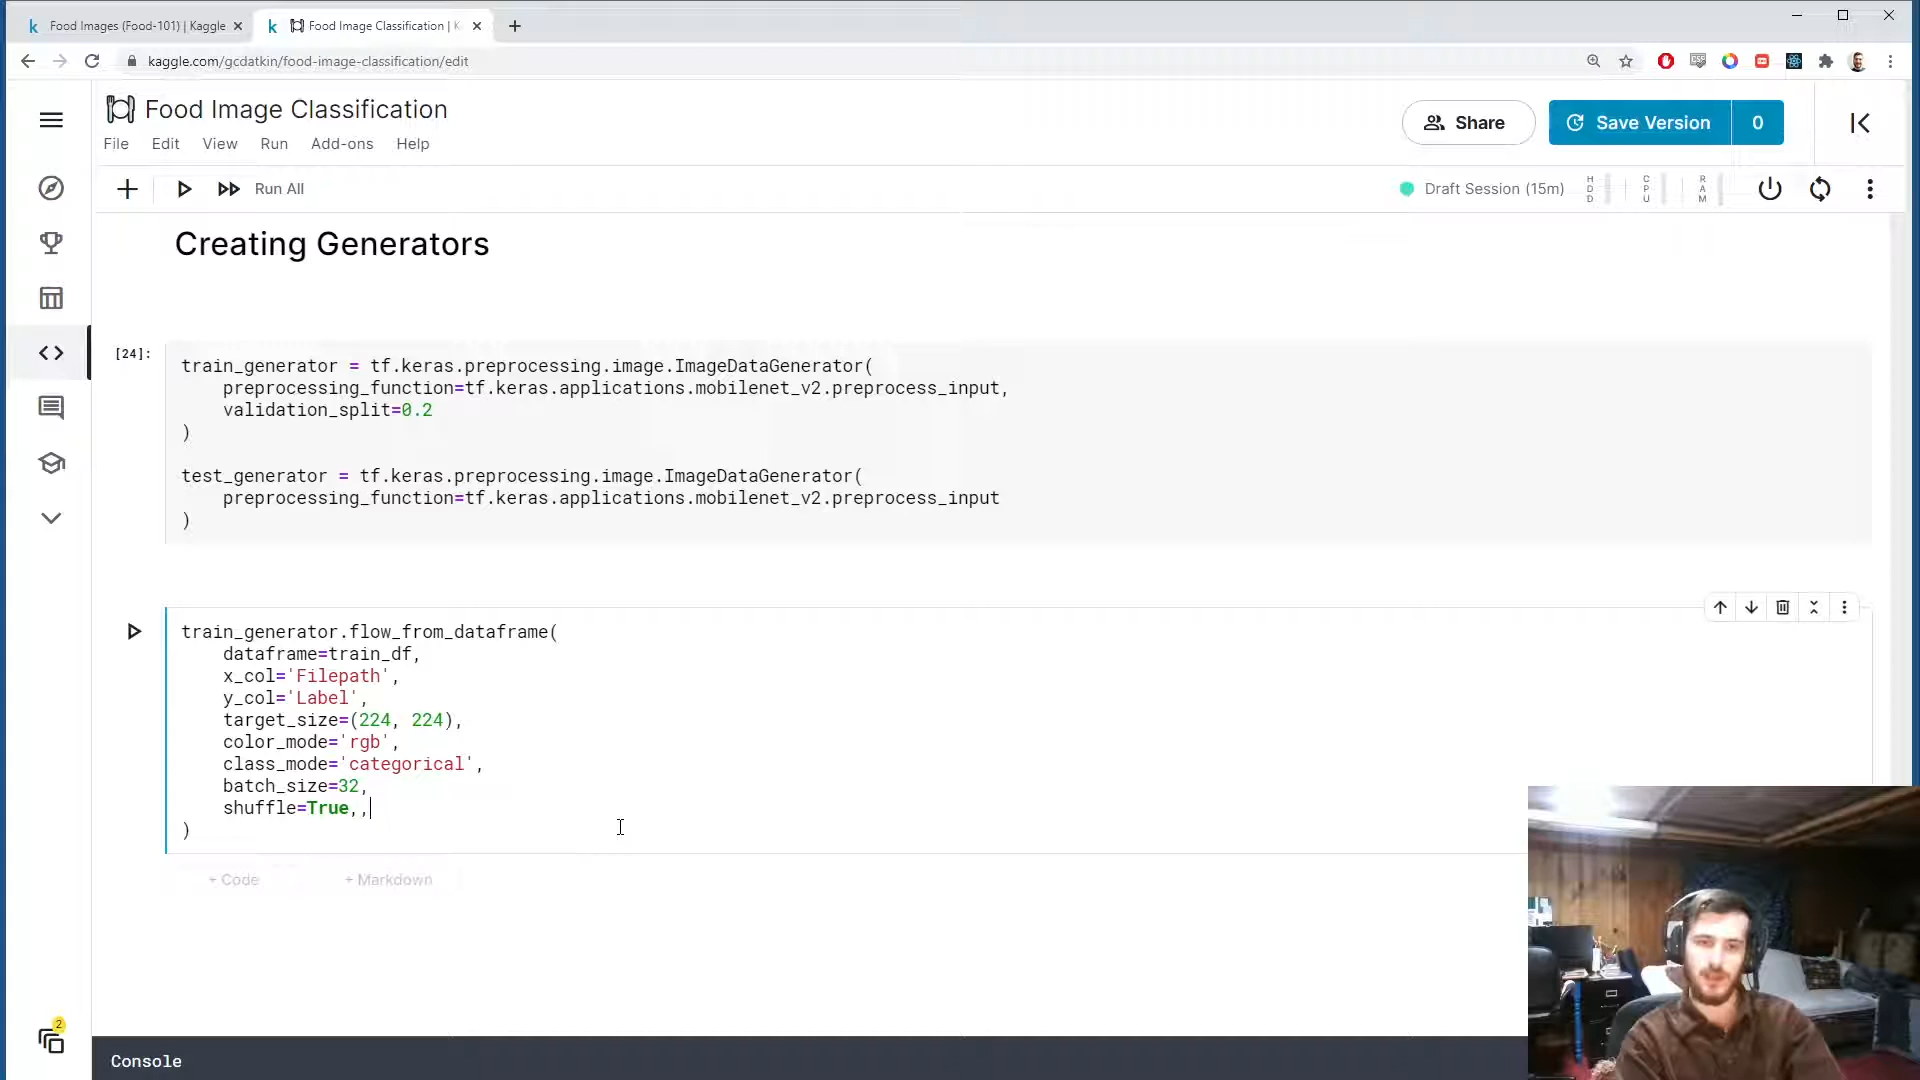 Food Images (Food-101) | Kaggle
Food Image Classification | K
kaggle.com/gcdatkin/food-image-classification/edit
Food Image Classification
File Edit View Run Add-ons Help
Share
Save Version 0
Run All
Draft Session (15m)
HDD
CPU
RAM
Creating Generators
[24]:
train_generator = tf.keras.preprocessing.image.ImageDataGenerator(
preprocessing_function=tf.keras.applications.mobilenet_v2.preprocess_input,
validation_split=0.2
)
test_generator = tf.keras.preprocessing.image.ImageDataGenerator(
preprocessing_function=tf.keras.applications.mobilenet_v2.preprocess_input
)
train_generator.flow_from_dataframe(
dataframe=train_df,
x_col='Filepath',
y_col='Label',
target_size=(224, 224),
color_mode='rgb',
class_mode='categorical',
batch_size=32,
shuffle=True,,
)
+ Code + Markdown
2
Console